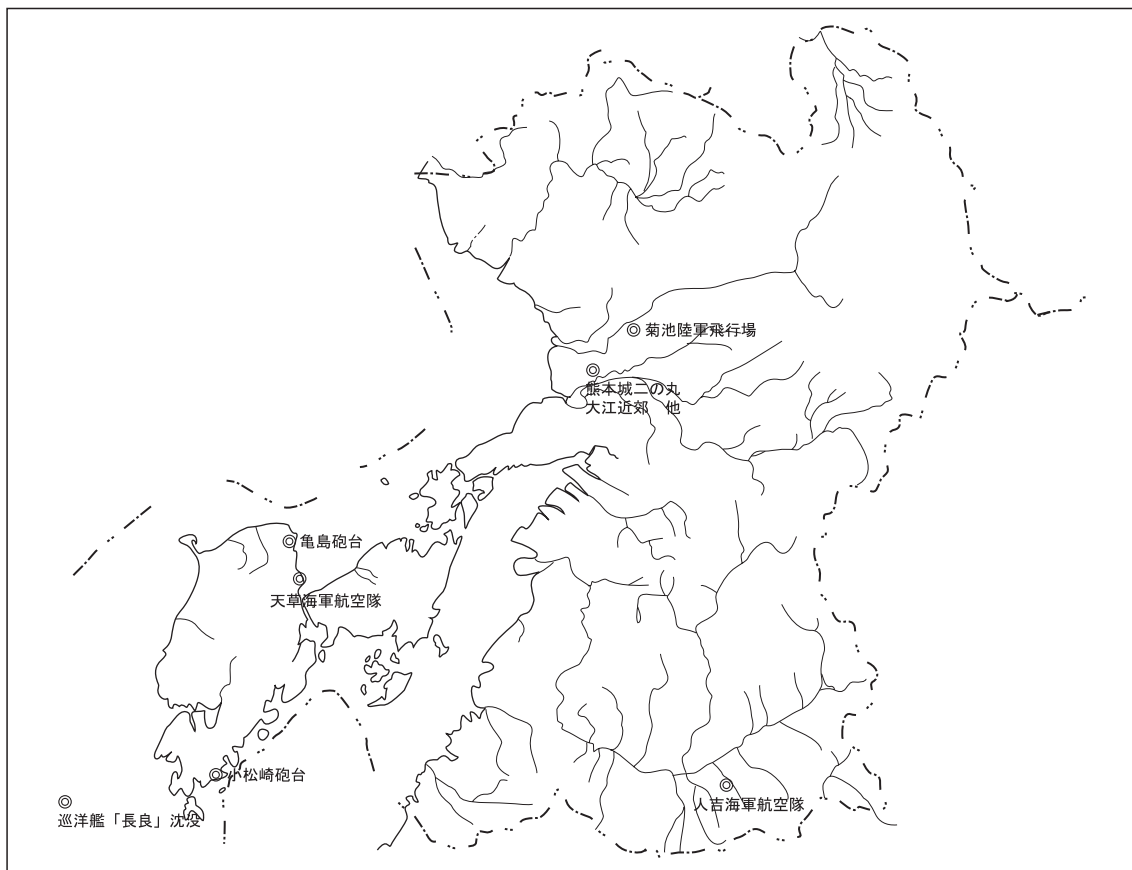 菊池陸軍飛行場
熊本城二の丸
大江近郊　他
亀島砲台
天草海軍航空隊
小松崎砲台
人吉海軍航空隊
巡洋艦「長良」沈没